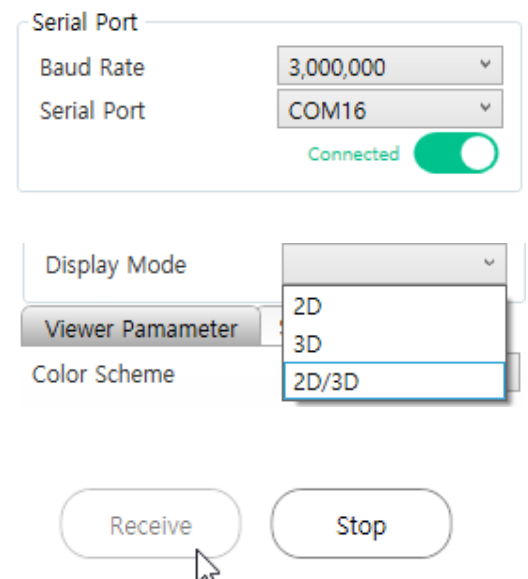 Serial Port
Baud Rate 3,000,000
Serial Port COM16
Connected
Display Mode
2D
Viewer Pamameter
3D
Color Scheme 2D/3D
Receive Stop